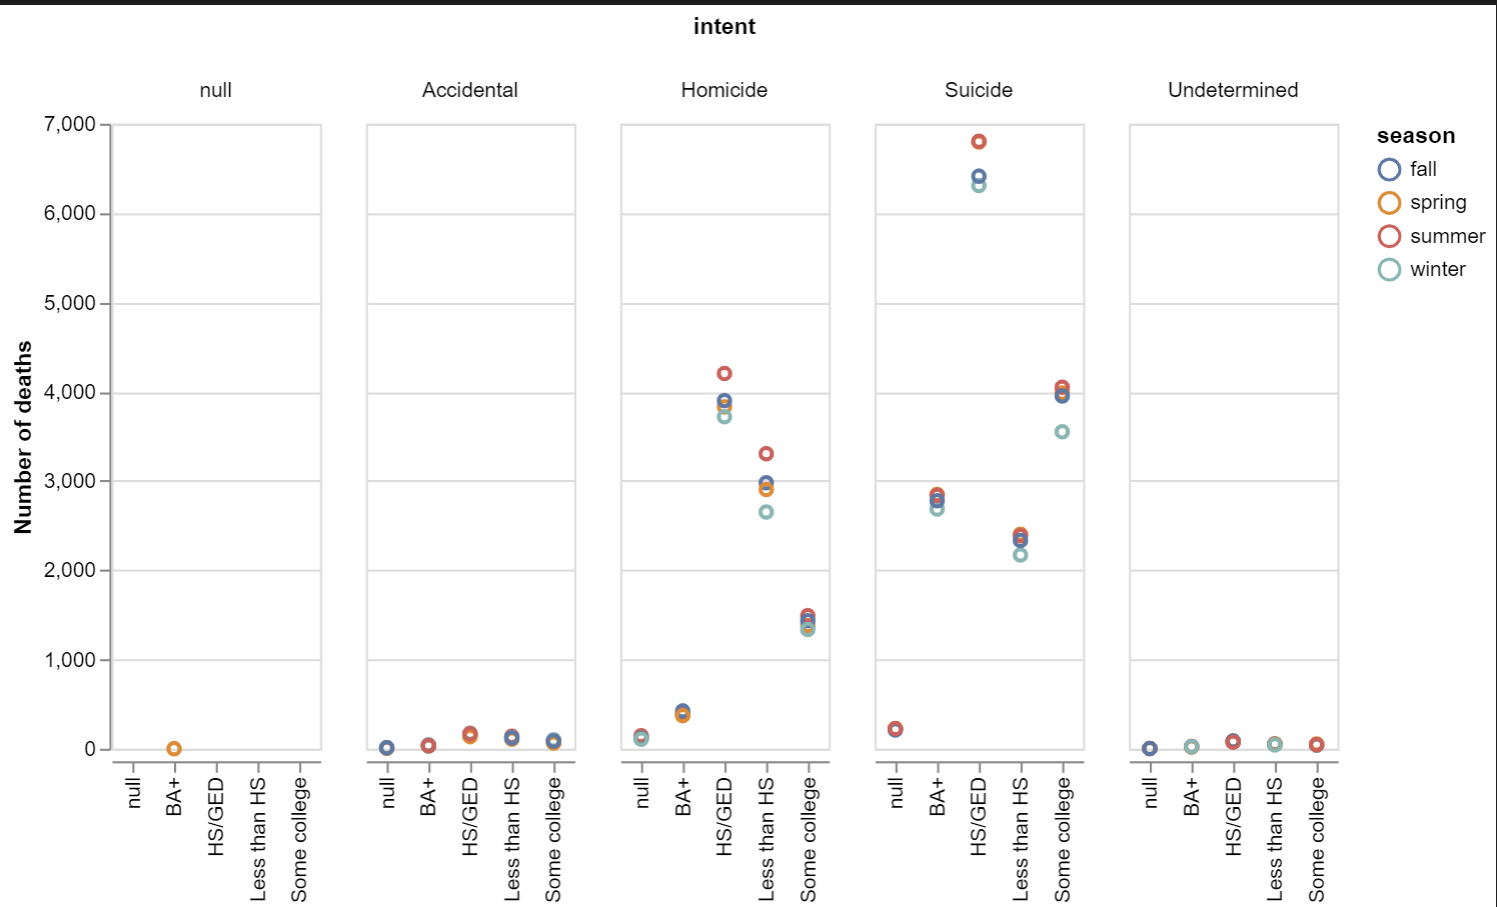 intent
null
Accidental
Homicide
Suicide
Undetermined
7,000
6,000
5,000
4,000
3,000
2,000
1,000
0
Number of deaths
null
BA+
HS/GED
Less than HS
Some college
null
BA+
HS/GED
Less than HS
Some college
null
BA+
HS/GED
Less than HS
Some college
null
BA+
HS/GED
Less than HS
Some college
null
BA+
HS/GED
Less than HS
Some college
season
fall
spring
summer
winter